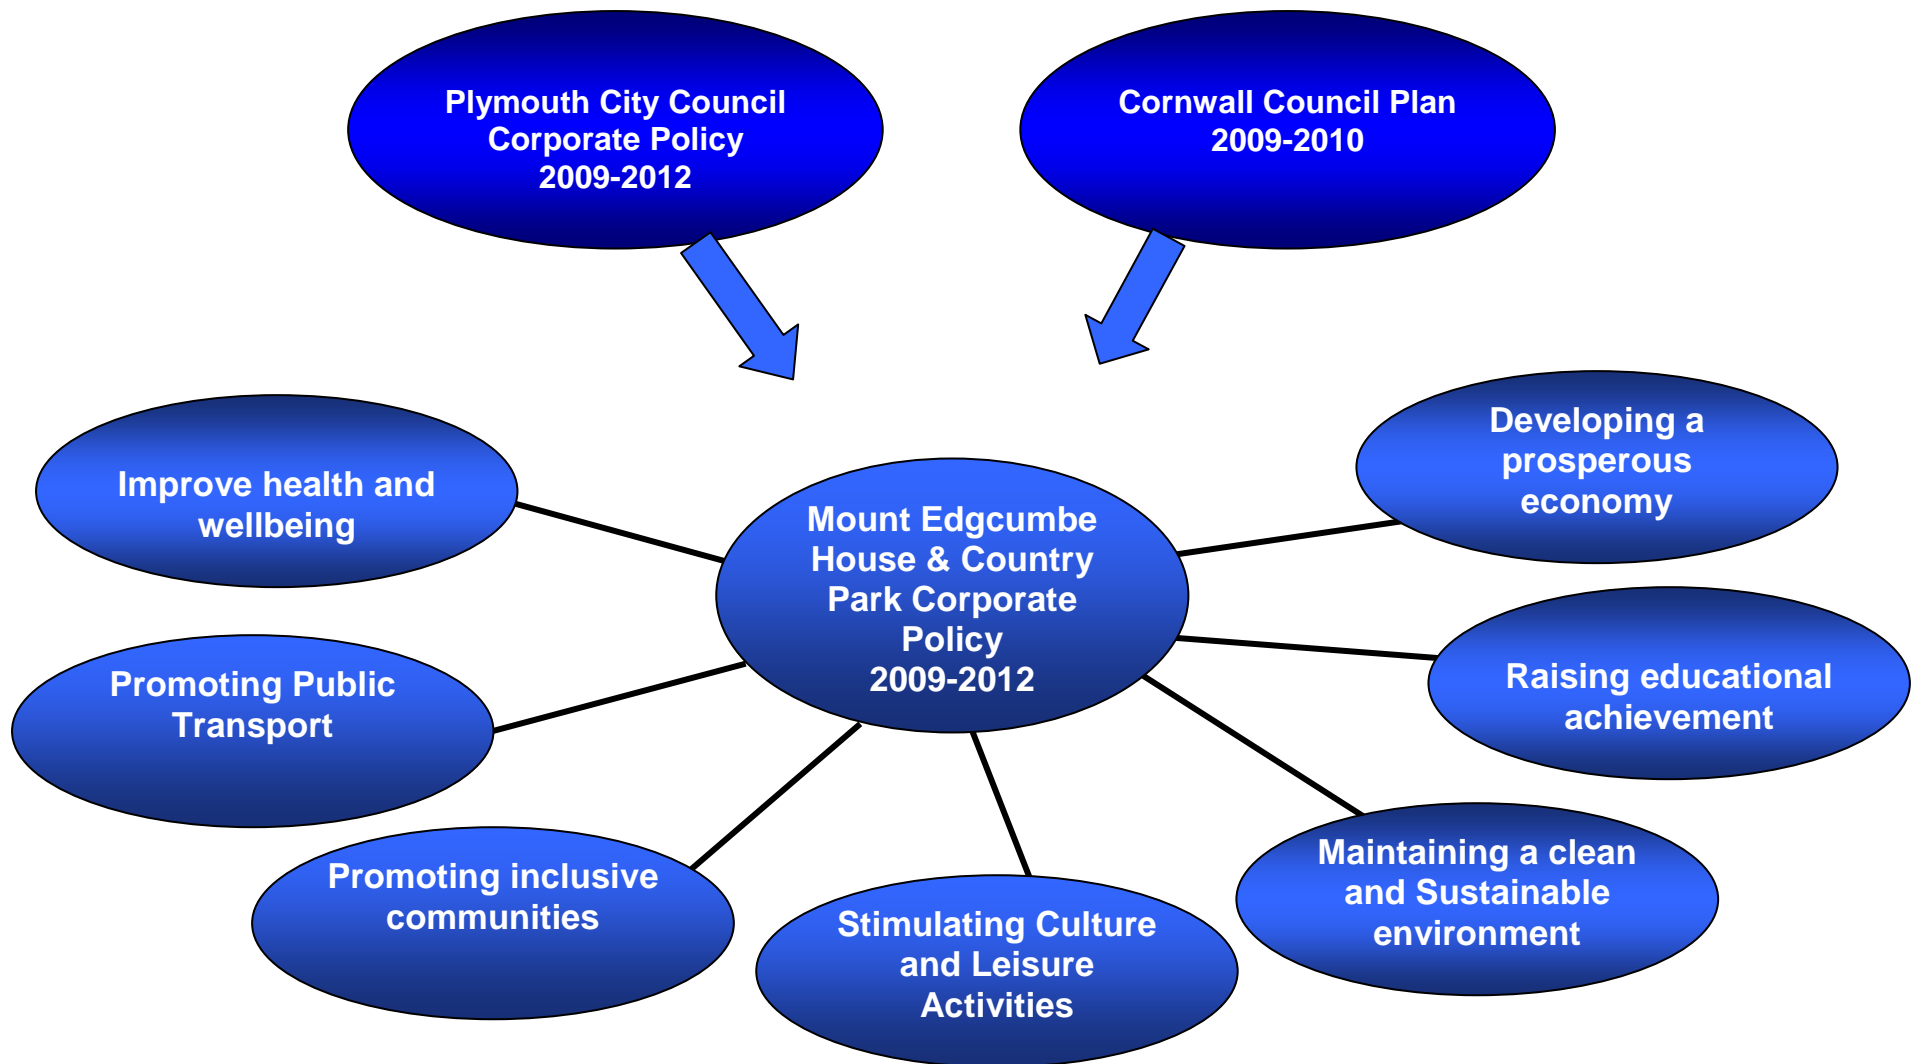 Plymouth City Council
Corporate Policy
2009-2012
Cornwall Council Plan
2009-2010
Improve health and
wellbeing
Developing a
prosperous
economy
Mount Edgcumbe
House & Country
Park Corporate
Policy
2009-2012
Promoting Public
Transport
Raising educational
achievement
Promoting inclusive
communities
Stimulating Culture
and Leisure
Activities
Maintaining a clean
and Sustainable
environment